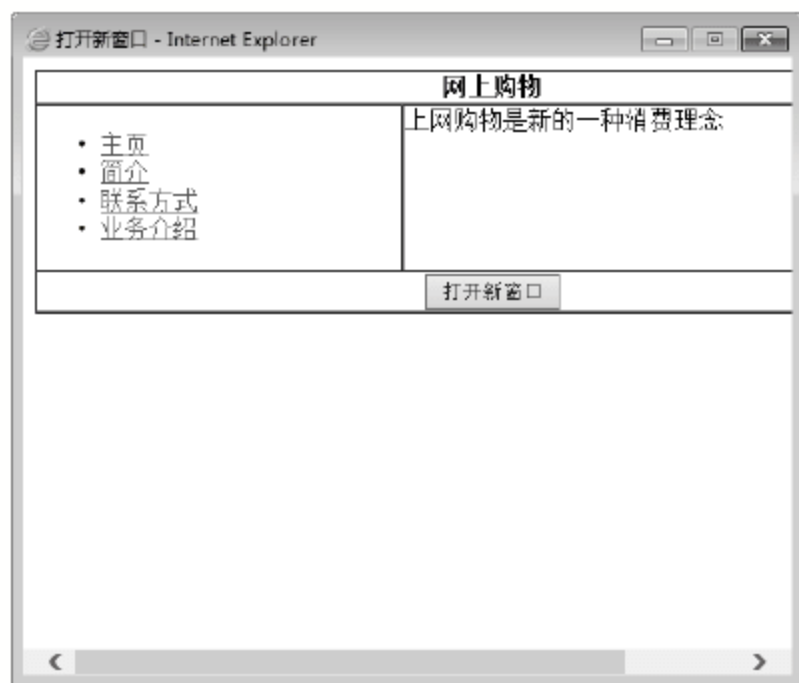 打开新窗口 - Internet Explorer
网上购物
• 主页
• 简介
• 联系方式
• 业务介绍
上网购物是新的一种消费理念
打开新窗口